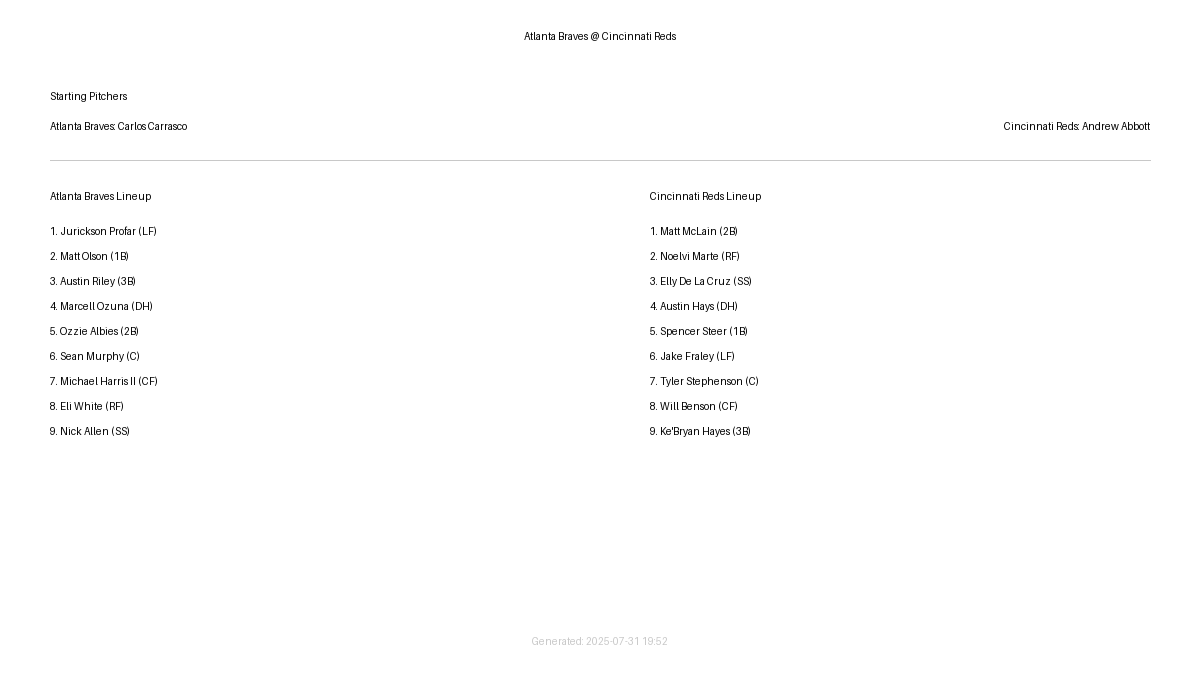 Atlanta Braves @ Cincinnati Reds
Starting Pitchers
Atlanta Braves: Carlos Carrasco
Cincinnati Reds: Andrew Abbott
Atlanta Braves Lineup
1. Jurickson Profar (LF)
2. Matt Olson (1B)
3. Austin Riley (3B)
4. Marcell Ozuna (DH)
5. Ozzie Albies (2B)
6. Sean Murphy (C)
7. Michael Harris II (CF)
8. Eli White (RF)
9. Nick Allen (SS)
Cincinnati Reds Lineup
1. Matt McLain (2B)
2. Noelvi Marte (RF)
3. Elly De La Cruz (SS)
4. Austin Hays (DH)
5. Spencer Steer (1B)
6. Jake Fraley (LF)
7. Tyler Stephenson (C)
8. Will Benson (CF)
9. Ke'Bryan Hayes (3B)
Generated: 2025-07-31 19:52